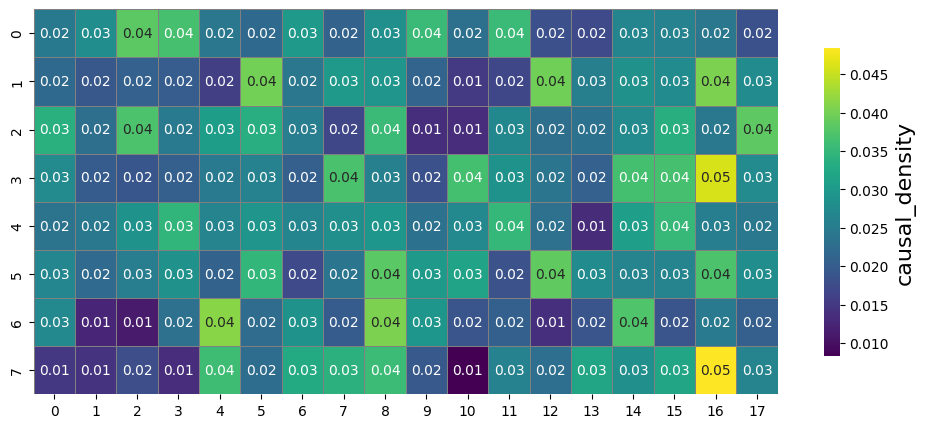 0 0.02 0.03 0.04 0.04 0.02 0.02 0.03 0.02 0.03 0.04 0.02 0.04 0.02 0.02 0.03 0.03 0.02 0.02
1 0.02 0.02 0.02 0.02 0.02 0.04 0.02 0.03 0.03 0.02 0.01 0.02 0.04 0.03 0.03 0.03 0.04 0.03
2 0.03 0.02 0.04 0.02 0.03 0.03 0.03 0.02 0.04 0.01 0.01 0.03 0.02 0.02 0.03 0.03 0.02 0.04
3 0.03 0.02 0.02 0.02 0.02 0.03 0.02 0.04 0.03 0.02 0.04 0.03 0.02 0.02 0.04 0.04 0.05 0.03
4 0.02 0.02 0.03 0.03 0.03 0.03 0.03 0.03 0.03 0.02 0.03 0.04 0.02 0.01 0.03 0.04 0.03 0.02
5 0.03 0.02 0.03 0.03 0.02 0.03 0.02 0.02 0.04 0.03 0.03 0.02 0.04 0.03 0.03 0.03 0.04 0.03
6 0.03 0.01 0.01 0.02 0.04 0.02 0.03 0.02 0.04 0.03 0.02 0.02 0.01 0.02 0.04 0.02 0.02 0.02
7 0.01 0.01 0.02 0.01 0.04 0.02 0.03 0.03 0.04 0.02 0.01 0.03 0.02 0.03 0.03 0.03 0.05 0.03
0 1 2 3 4 5 6 7 8 9 10 11 12 13 14 15 16 17
0.045
0.040
0.035
0.030
0.025
0.020
0.015
0.010
causal_density